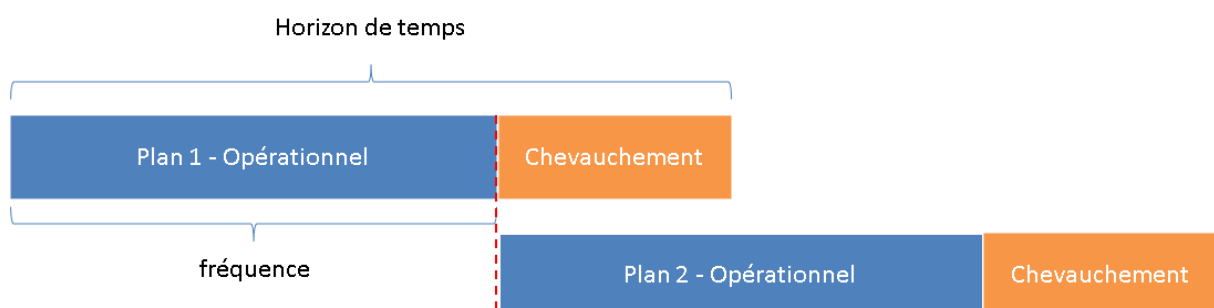 Horizon de temps
Plan 1 - Opérationnel
Chevauchement
fréquence
Plan 2 - Opérationnel
Chevauchement